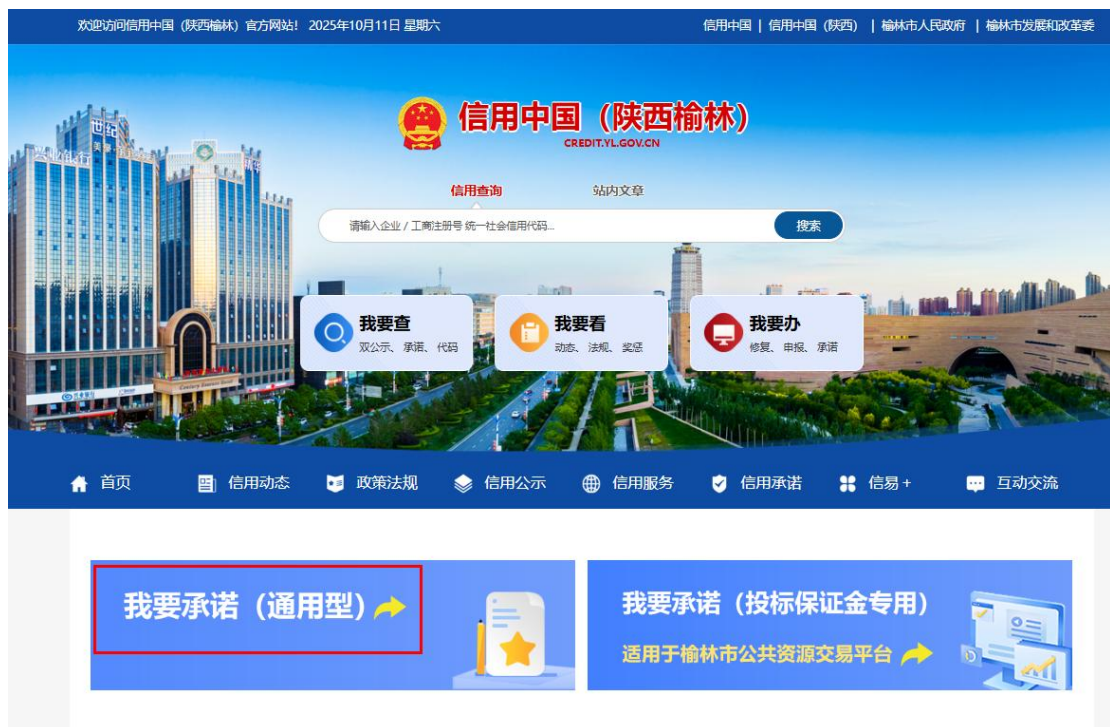 欢迎访问信用中国（陕西榆林）官方网站！ 2025年10月11日 星期六
信用中国 | 信用中国（陕西） | 榆林市人民政府 | 榆林市发展和改革委
信用中国（陕西榆林）
CREDIT.YL.GOV.CN
信用查询 站内文章
请输入企业 / 工商注册号 统一社会信用代码...
搜索
世纪
兴业银行
精华
我要查
双公示、承诺、代码
我要看
动态、法规、奖惩
我要办
修复、申报、承诺
首页 信用动态 政策法规 信用公示 信用服务 信用承诺 信易+ 互动交流
我要承诺（通用型）
我要承诺（投标保证金专用）
适用于榆林市公共资源交易平台